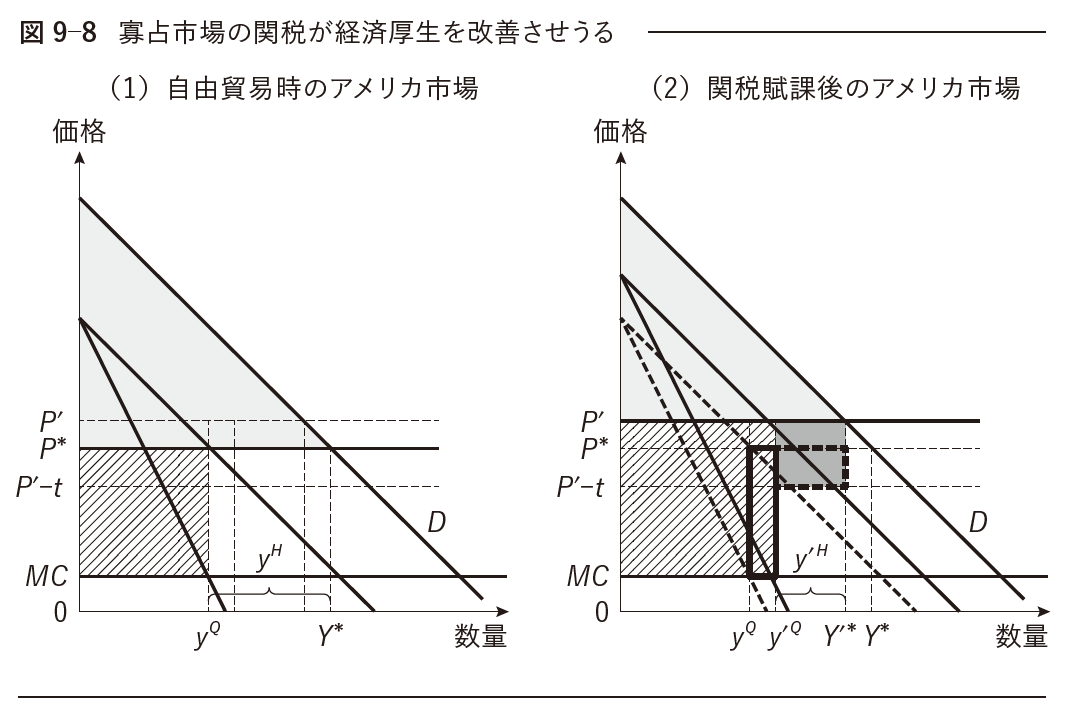 図 9-8 寡占市場の関税が経済厚生を改善させうる
（1）自由貿易時のアメリカ市場
価格
P′
P*
P′−t
MC
0
D
y^H
y^Q
Y*
数量
（2）関税賦課後のアメリカ市場
価格
P′
P*
P′−t
MC
0
D
y′^H
y^Q
y′^Q
Y′*
Y*
数量